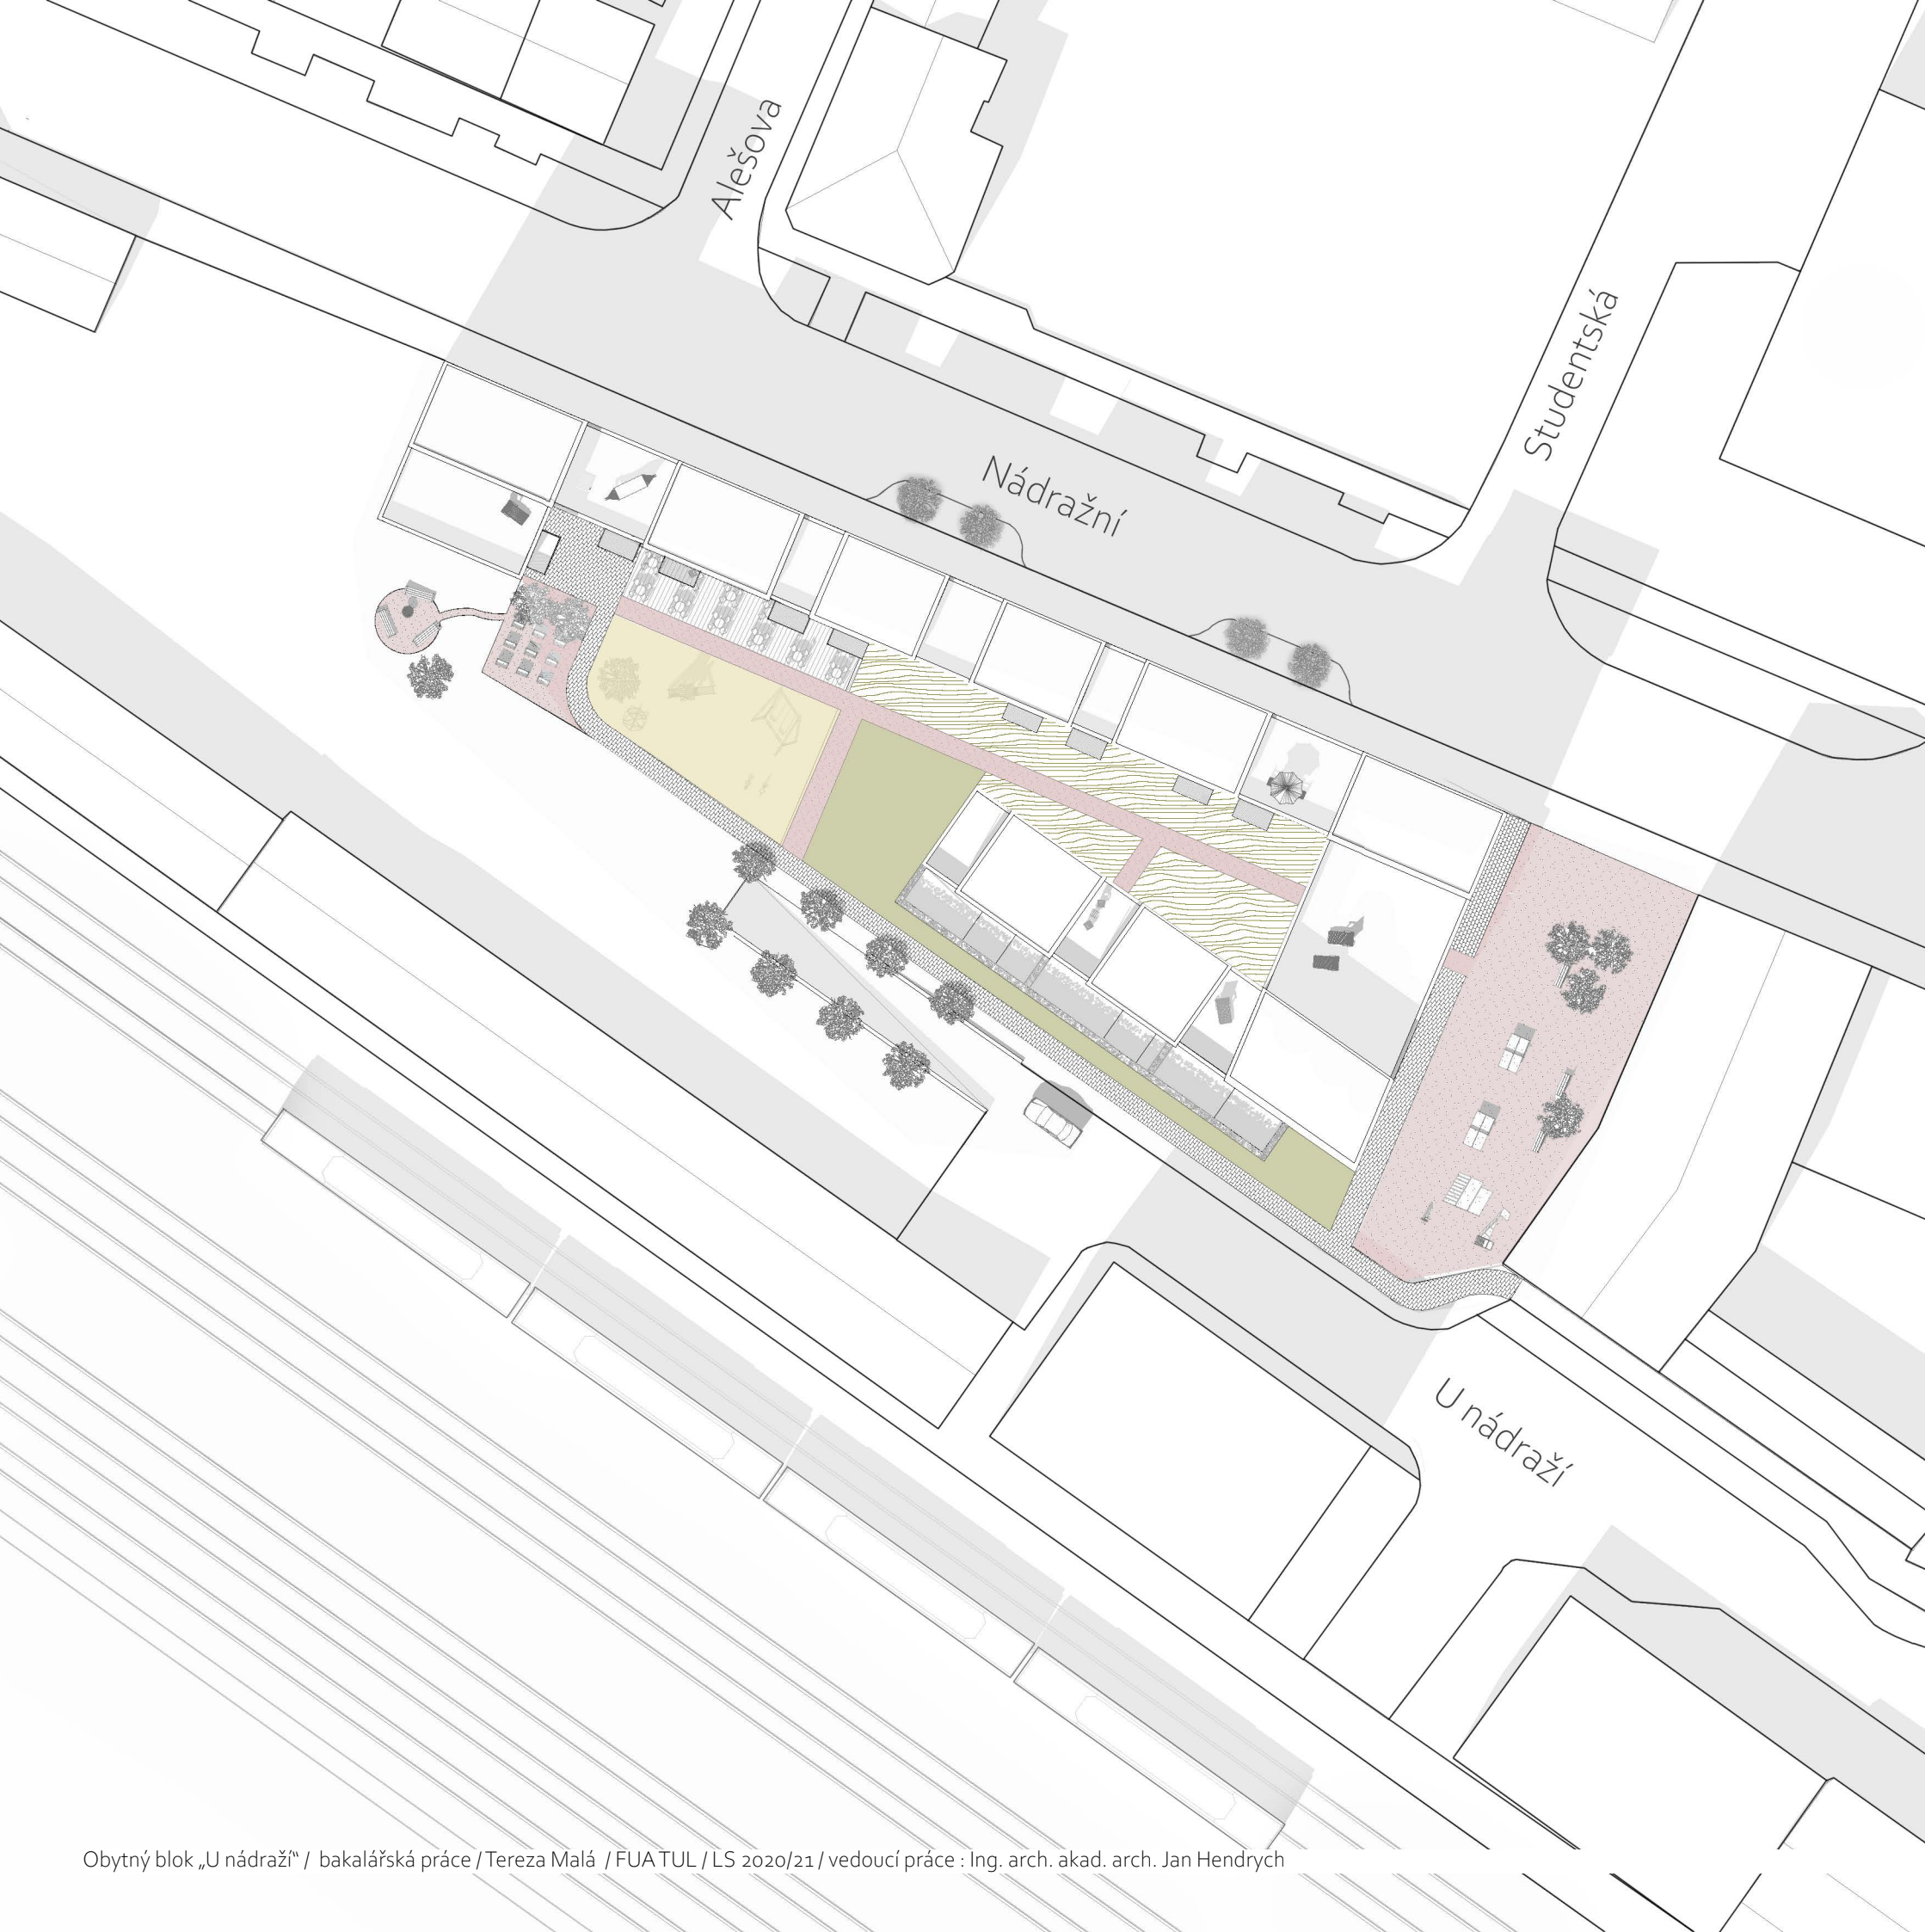 Alešova
Studentská
Nádražní
U nádraží
Obytný blok „U nádraží“ / bakalářská práce / Tereza Malá / FUA TUL / LS 2020/21 / vedoucí práce : Ing. arch. akad. arch. Jan Hendrych